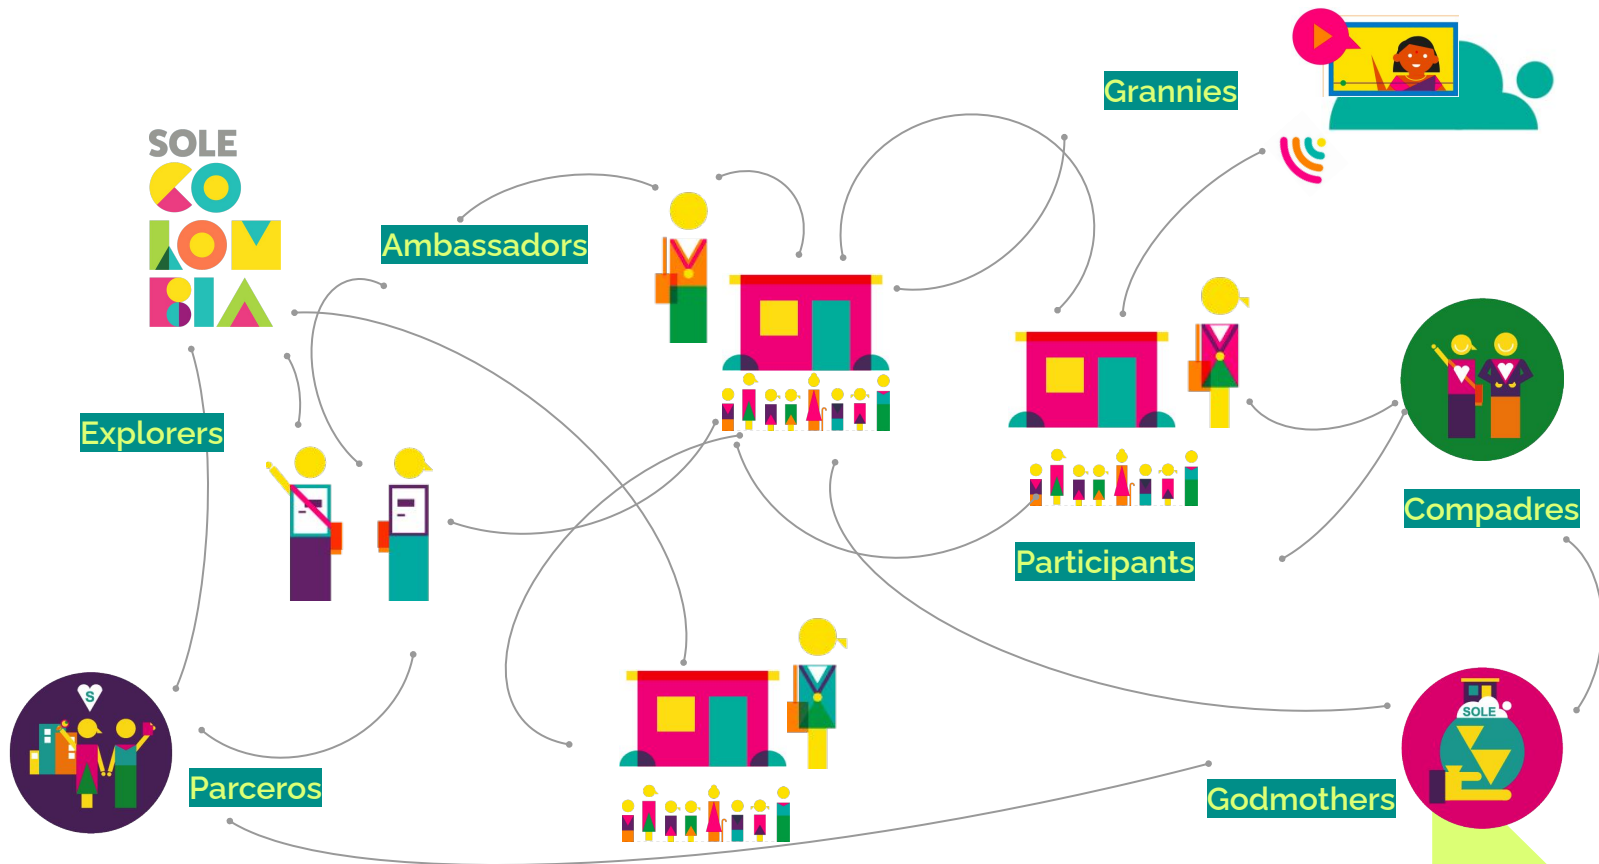 Grannies
SOLE
CO
LOM
BIA
Ambassadors
Explorers
Compadres
Participants
S
SOLE
Parceros
Godmothers